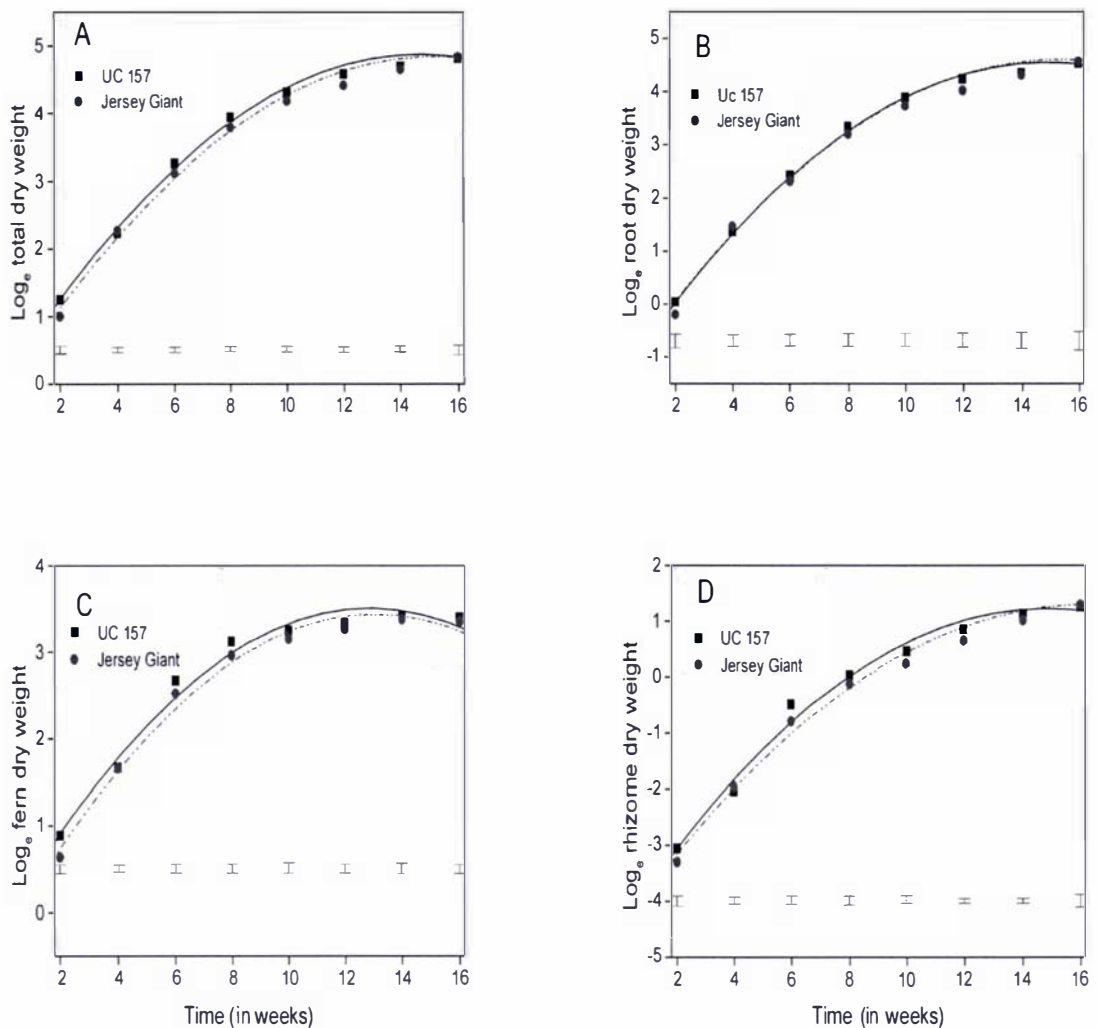 A
UC 157
Jersey Giant
Loge total dry weight
5
4
3
2
1
0
2 4 6 8 10 12 14 16
B
Uc 157
Jersey Giant
Loge root dry weight
5
4
3
2
1
0
-1
2 4 6 8 10 12 14 16
C
UC 157
Jersey Giant
Loge fern dry weight
4
3
2
1
0
2 4 6 8 10 12 14 16
Time (in weeks)
D
UC 157
Jersey Giant
Loge rhizome dry weight
2
1
0
-1
-2
-3
-4
-5
2 4 6 8 10 12 14 16
Time (in weeks)